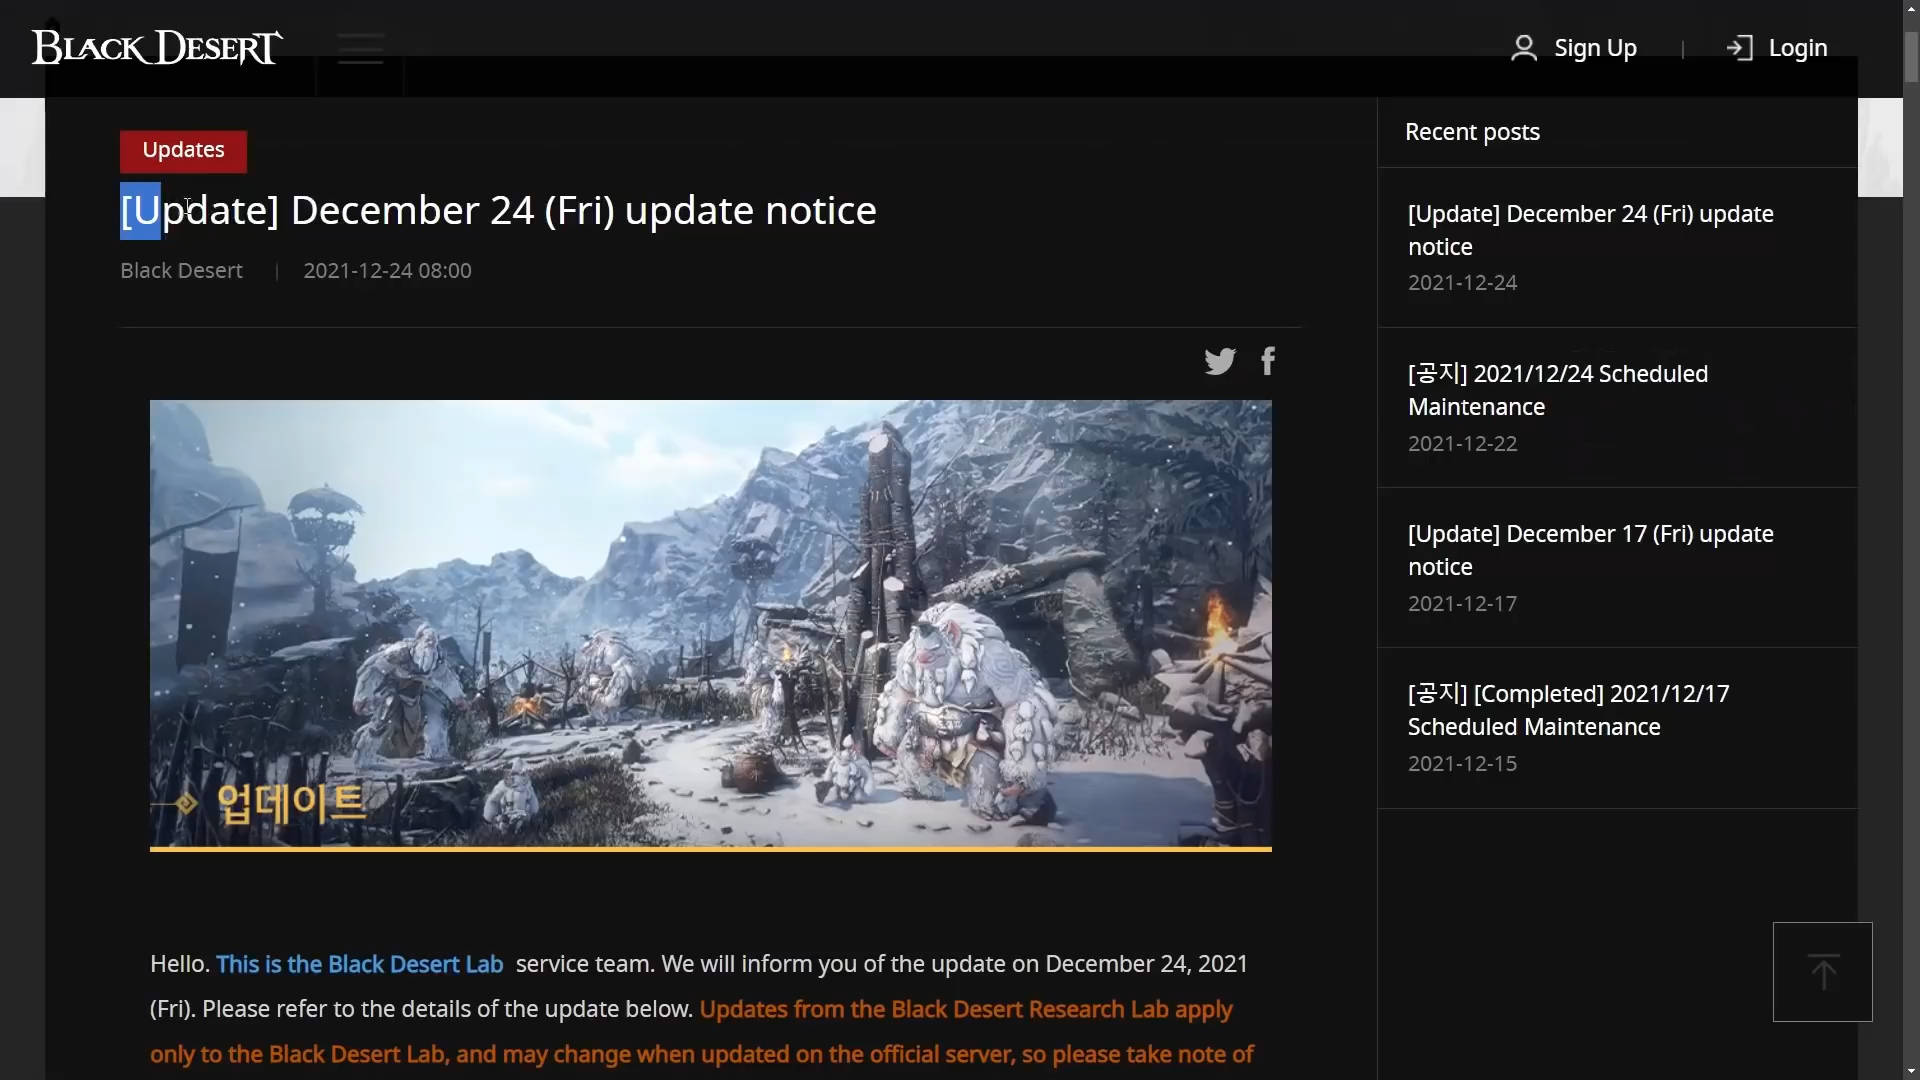 BLACK DESERT
Sign Up
Login
Updates
[Update] December 24 (Fri) update notice
Black Desert | 2021-12-24 08:00
업데이트
Hello. This is the Black Desert Lab service team. We will inform you of the update on December 24, 2021
(Fri). Please refer to the details of the update below. Updates from the Black Desert Research Lab apply
only to the Black Desert Lab, and may change when updated on the official server, so please take note of
Recent posts
[Update] December 24 (Fri) update
notice
2021-12-24
[공지] 2021/12/24 Scheduled
Maintenance
2021-12-22
[Update] December 17 (Fri) update
notice
2021-12-17
[공지] [Completed] 2021/12/17
Scheduled Maintenance
2021-12-15